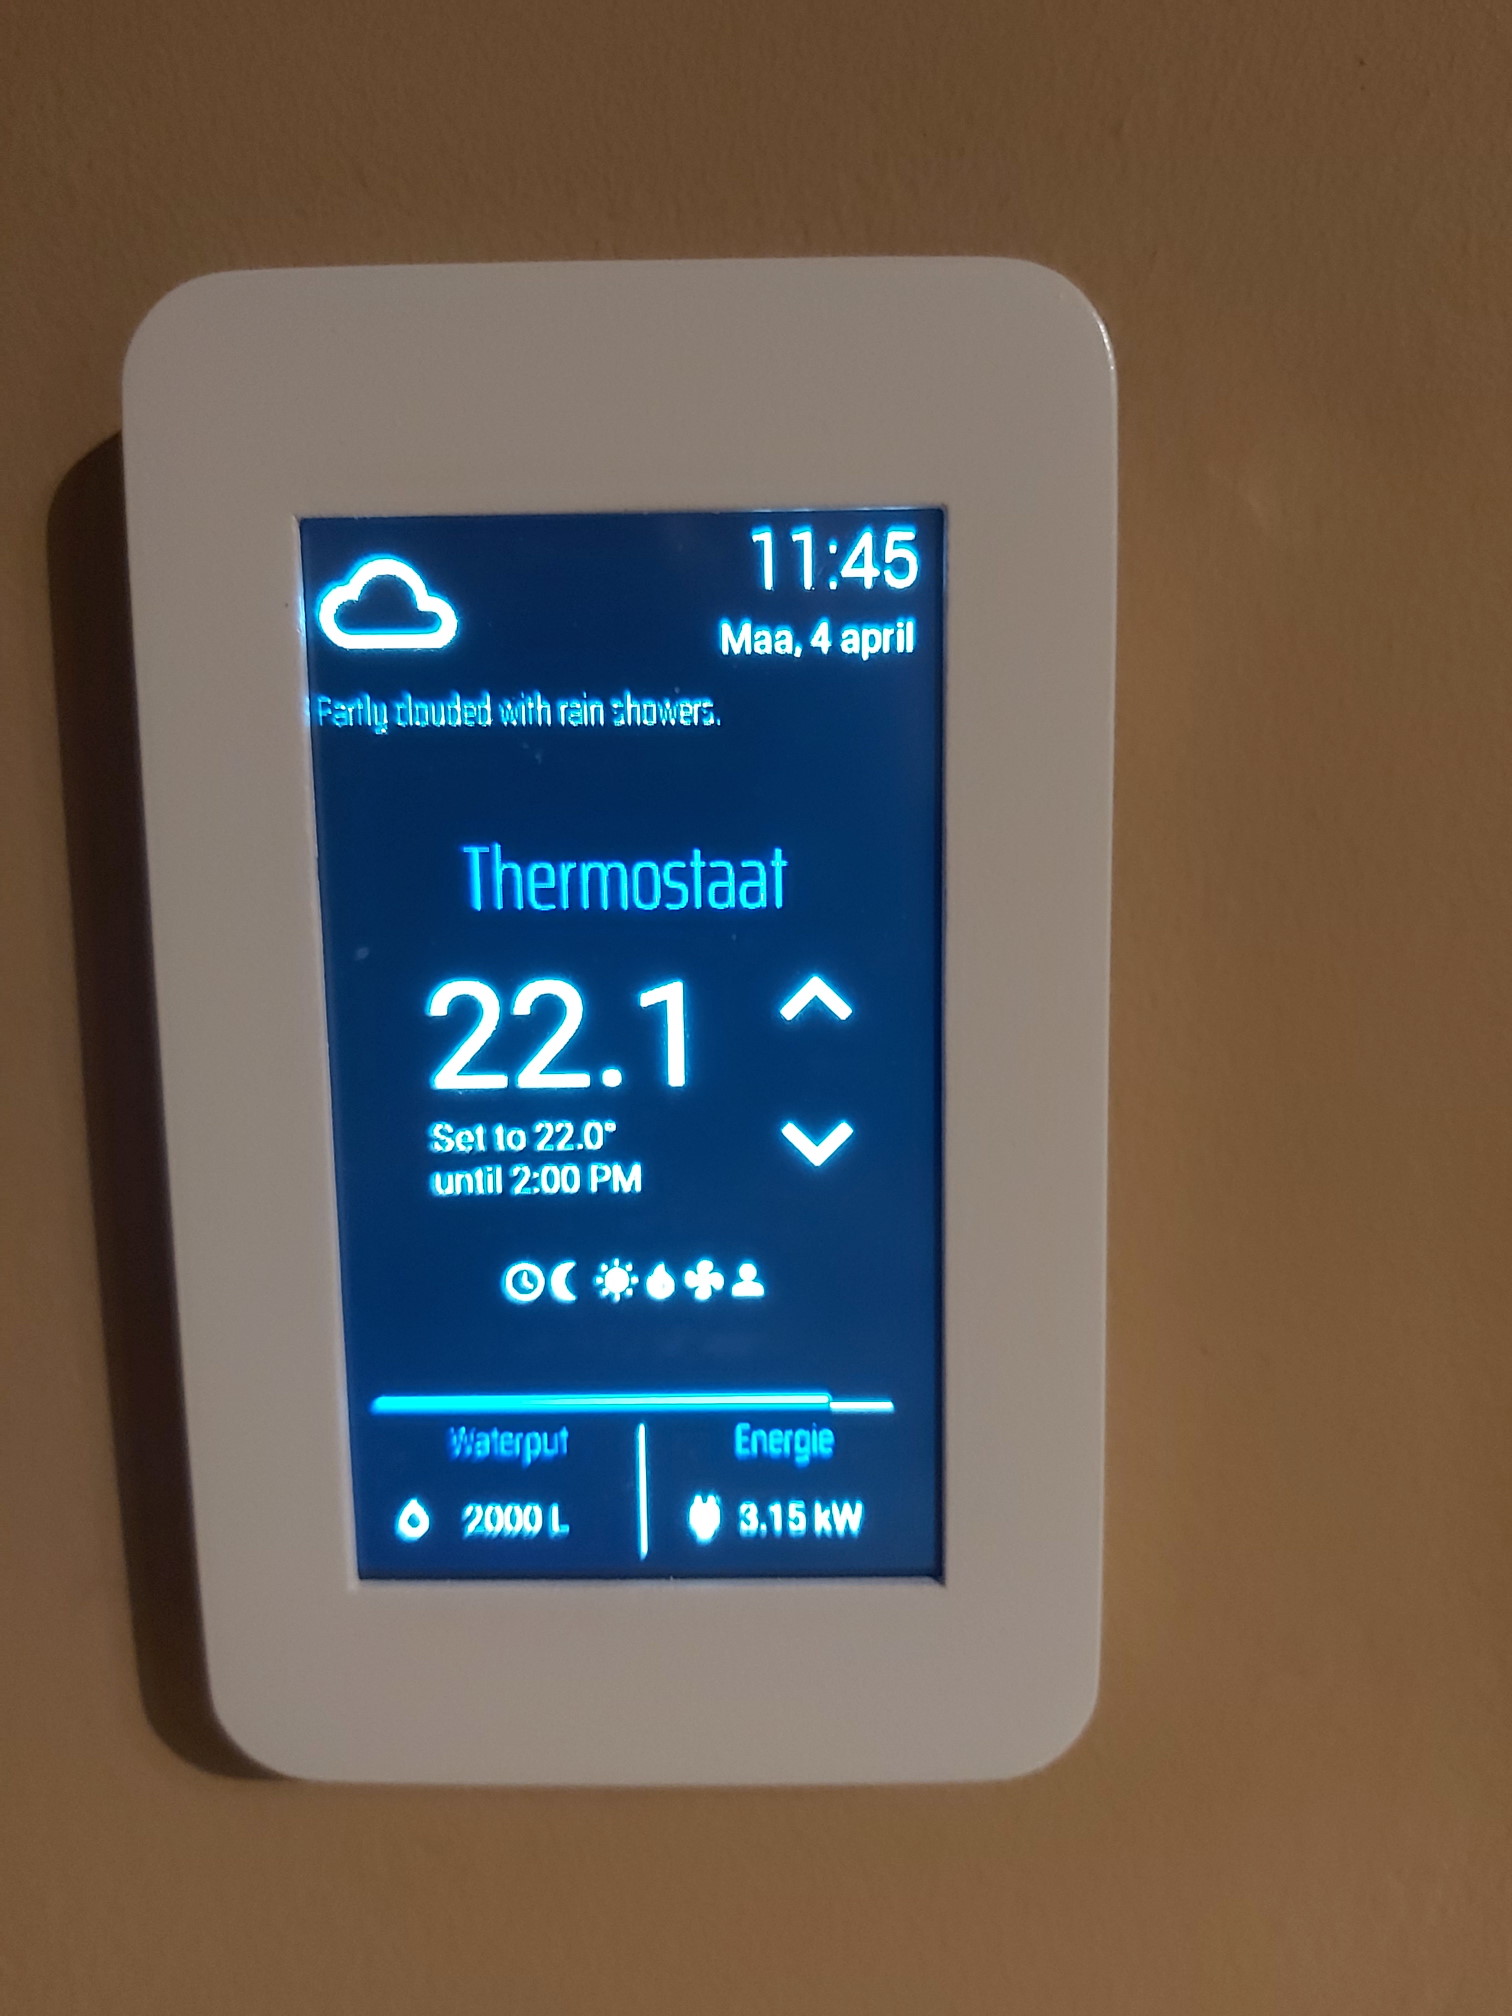 11:45
Maa, 4 april
Partly clouded with rain showers.
Thermostaat
22.1
Set to 22.0°
until 2:00 PM
Waterput
Energie
2000 L
3.15 kW